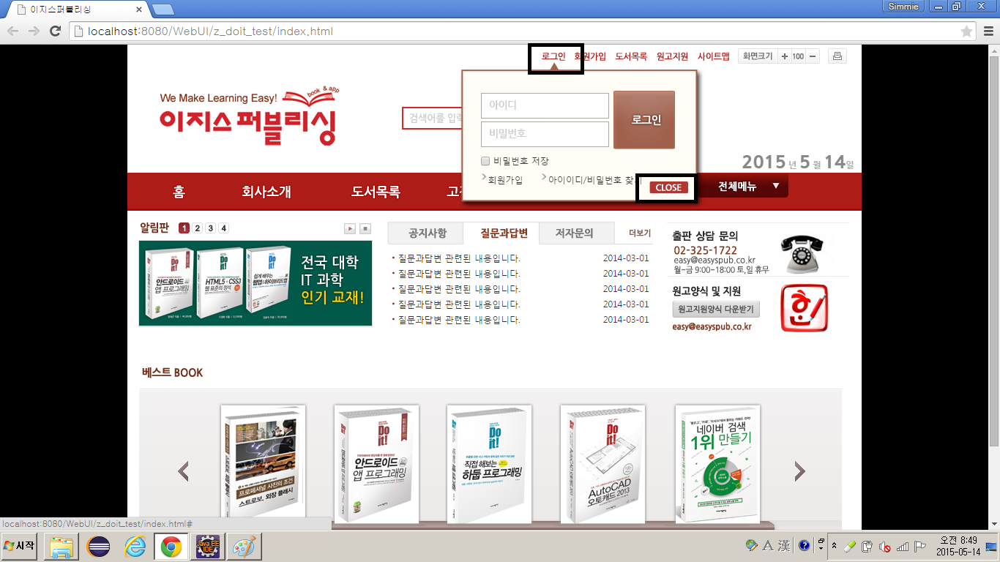 이지스퍼블리싱
Simmie
localhost:8080/WebUI/z_doit_test/index.html
로그인 회원가입 도서목록 원고지원 사이트맵 화면크기 + 100 −
We Make Learning Easy! book & app
이지스퍼블리싱
검색어를 입력
아이디
비밀번호
로그인
비밀번호 저장
회원가입 아이이디/비밀번호 찾기
CLOSE
2015년 5월 14일
홈 회사소개 도서목록 고객 전체메뉴 ▼
알림판 1 2 3 4
전국 대학
IT 과학
인기 교재!
Do it!
안드로이드
앱 프로그래밍
Do it!
HTML5+CSS3
웹 표준의 정석
Do it!
쉽게 배우는
웹앱&하이브리드앱
공지사항 질문과답변 저자문의 더보기
• 질문과답변 관련된 내용입니다. 2014-03-01
• 질문과답변 관련된 내용입니다. 2014-03-01
• 질문과답변 관련된 내용입니다. 2014-03-01
• 질문과답변 관련된 내용입니다. 2014-03-01
• 질문과답변 관련된 내용입니다. 2014-03-01
출판 상담 문의
02-325-1722
easy@easyspub.co.kr
월~금 9:00~18:00 토,일 휴무
원고양식 및 지원
원고지원양식 다운받기
easy@easyspub.co.kr
한
베스트 BOOK
프로페셔널 사진의 조건
스트로보, 외장 플래시
Do it!
안드로이드
앱 프로그래밍
Do it!
직접 해보는
하둡 프로그래밍
Do it!
AutoCAD
오토캐드 2013
네이버 검색
1위 만들기
localhost:8080/WebUI/z_doit_test/index.html#
시작
Java EE
IDE
A 漢
오전 8:49
2015-05-14